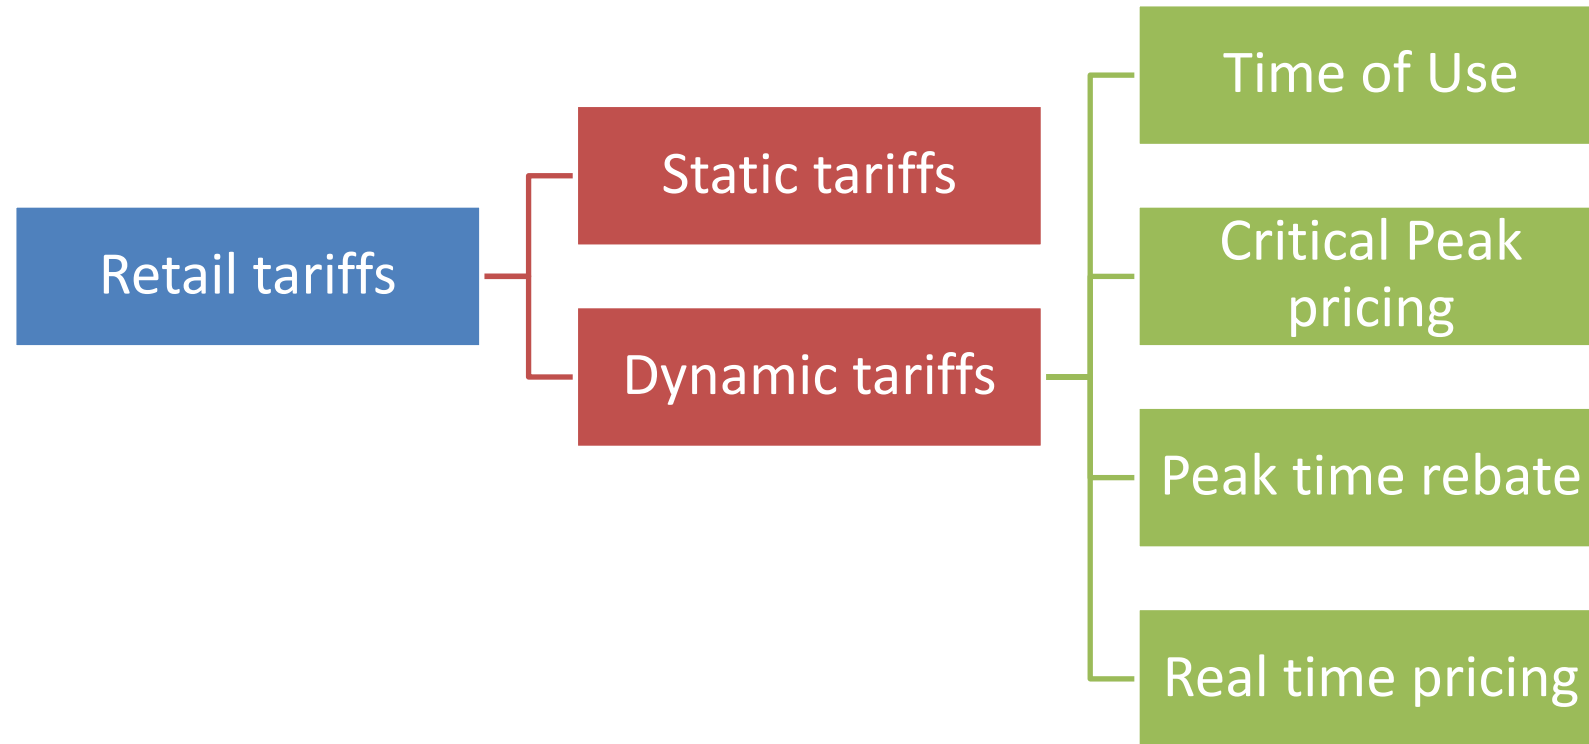 Retail tariffs
Static tariffs
Dynamic tariffs
Time of Use
Critical Peak
pricing
Peak time rebate
Real time pricing